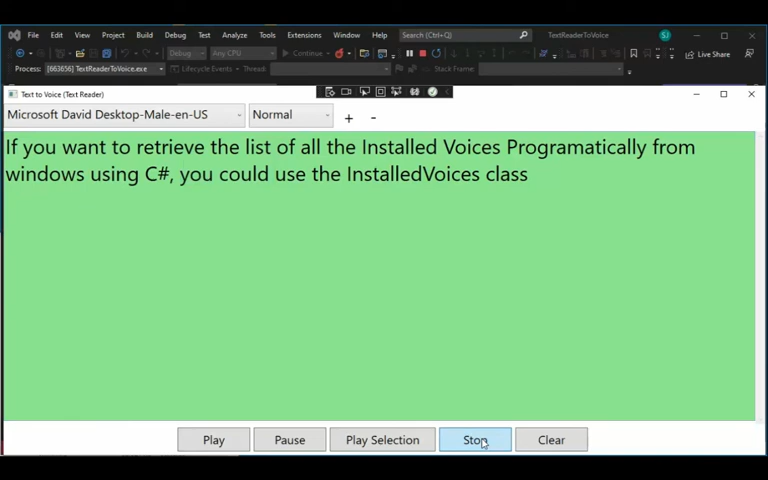 File Edit View Project Build Debug Test Analyze Tools Extensions Window Help Search (Ctrl+Q) TextReaderToVoice SJ
Debug Any CPU Continue Live Share
Process: [663656] TextReaderToVoice.exe Lifecycle Events Thread: Stack Frame:
Text to Voice (Text Reader)
Microsoft David Desktop-Male-en-US Normal + -
If you want to retrieve the list of all the Installed Voices Programatically from
windows using C#, you could use the InstalledVoices class
Play Pause Play Selection Stop Clear